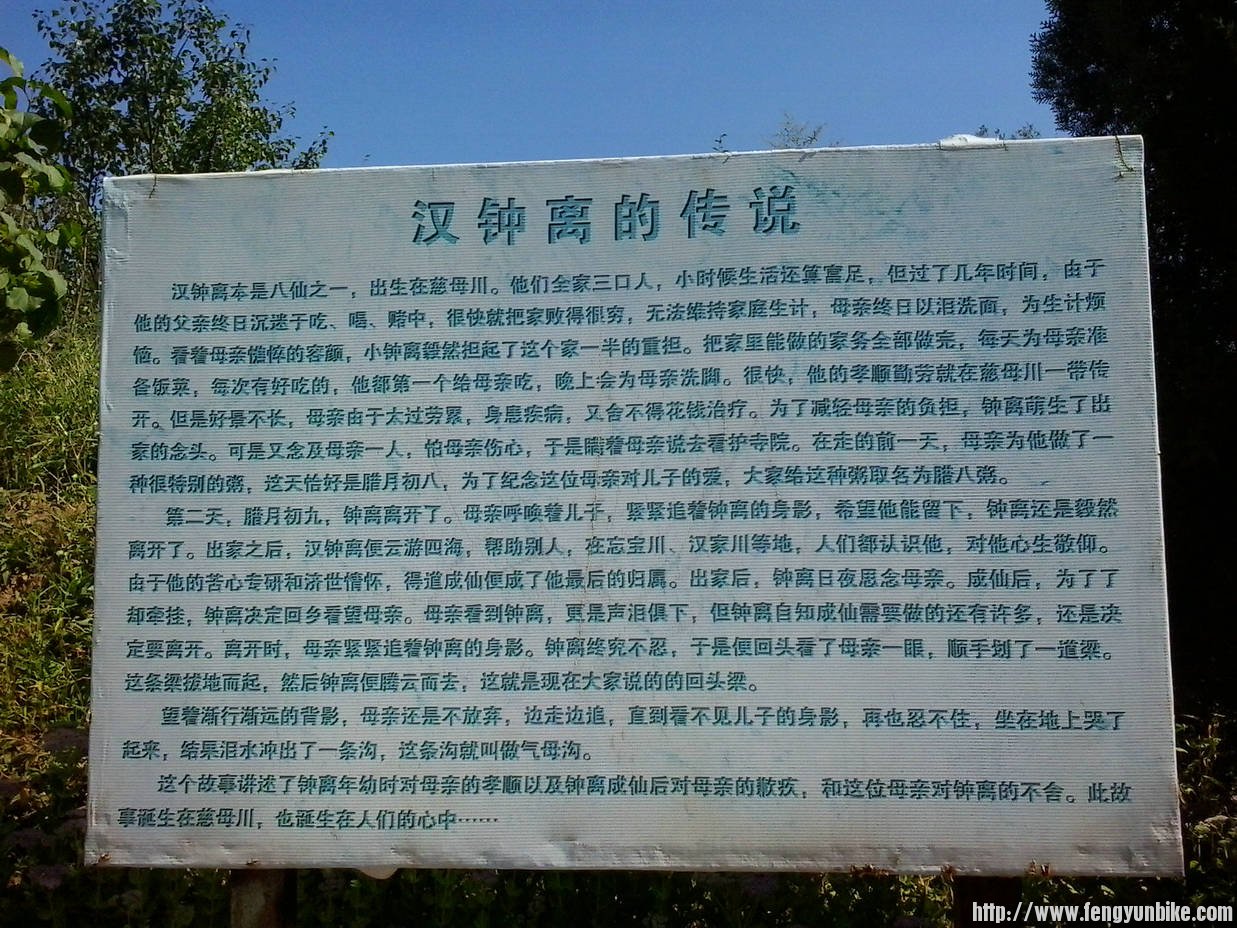 汉钟离的传说
汉钟离本是八仙之一，出生在慈母川。他们全家三口人，小时候生活还算富足，但过了几年时间，由于
他的父亲终日沉迷于吃、喝、赌中，很快就把家败得很穷，无法维持家庭生计，母亲终日以泪洗面，为生计烦
恼。看着母亲憔悴的容颜，小钟离毅然担起了这个家一半的重担。把家里能做的家务全部做完，每天为母亲准
备饭菜，每次有好吃的，他都第一个给母亲吃，晚上会为母亲洗脚。很快，他的孝顺勤劳就在慈母川一带传
开。但是好景不长，母亲由于太过劳累，身患疾病，又舍不得花钱治疗。为了减轻母亲的负担，钟离萌生了出
家的念头。可是又念及母亲一人，怕母亲伤心，于是瞒着母亲说去看护寺院。在走的前一天，母亲为他做了一
种很特别的粥，这天恰好是腊月初八，为了纪念这位母亲对儿子的爱，大家给这种粥取名为腊八粥。
第二天，腊月初九，钟离离开了。母亲呼唤着儿子，紧紧追着钟离的身影，希望他能留下，钟离还是毅然
离开了。出家之后，汉钟离便云游四海，帮助别人，在忘宝川、汉家川等地，人们都认识他，对他心生敬仰。
由于他的苦心专研和济世情怀，得道成仙便成了他最后的归属。出家后，钟离日夜思念母亲。成仙后，为了了
却牵挂，钟离决定回乡看望母亲。母亲看到钟离，更是声泪俱下，但钟离自知成仙需要做的还有许多，还是决
定要离开。离开时，母亲紧紧追着钟离的身影。钟离终究不忍，于是便回头看了母亲一眼，顺手划了一道梁。
这条梁拔地而起，然后钟离便腾云而去，这就是现在大家说的的回头梁。
望着渐行渐远的背影，母亲还是不放弃，边走边追，直到看不见儿子的身影，再也忍不住，坐在地上哭了
起来，结果泪水冲出了一条沟，这条沟就叫做气母沟。
这个故事讲述了钟离年幼时对母亲的孝顺以及钟离成仙后对母亲的歉疚，和这位母亲对钟离的不舍。此故
事诞生在慈母川，也诞生在人们的心中……
http://www.fengyunbike.com